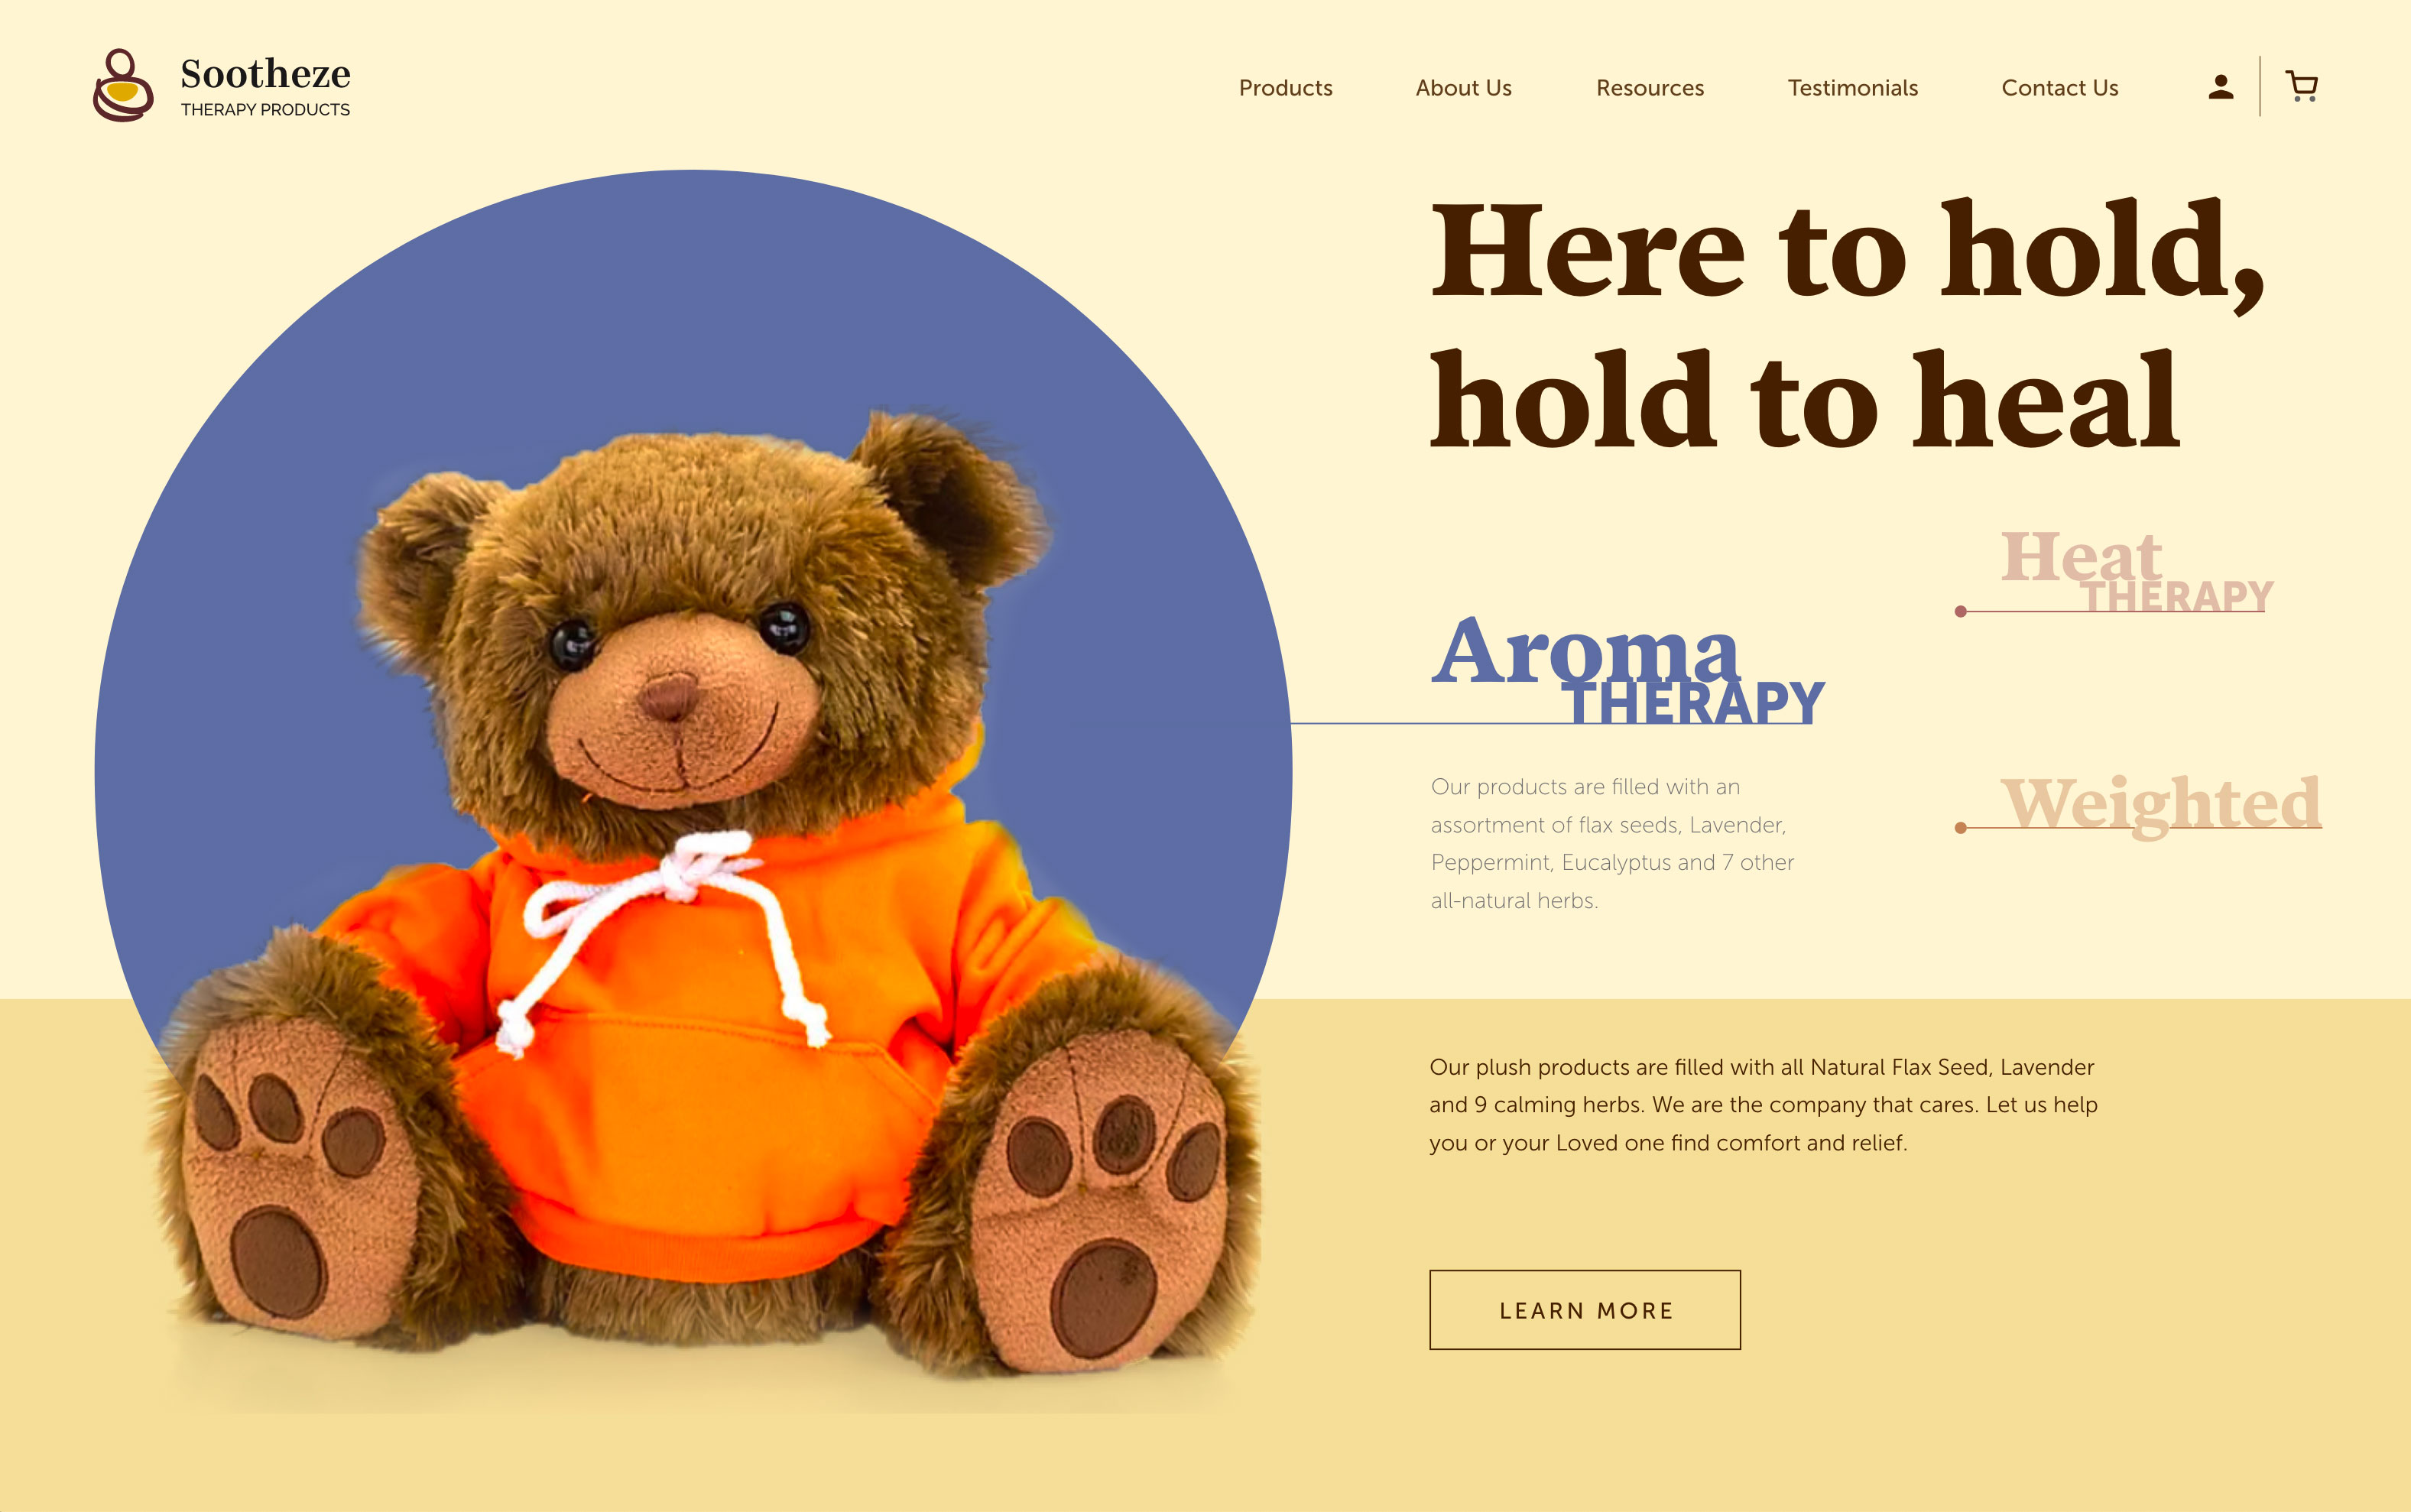 Sootheze
THERAPY PRODUCTS
Products
About Us
Resources
Testimonials
Contact Us
Here to hold,
hold to heal
Heat
THERAPY
Aroma
THERAPY
Weighted
Our products are filled with an
assortment of flax seeds, Lavender,
Peppermint, Eucalyptus and 7 other
all-natural herbs.
Our plush products are filled with all Natural Flax Seed, Lavender
and 9 calming herbs. We are the company that cares. Let us help
you or your Loved one find comfort and relief.
LEARN MORE